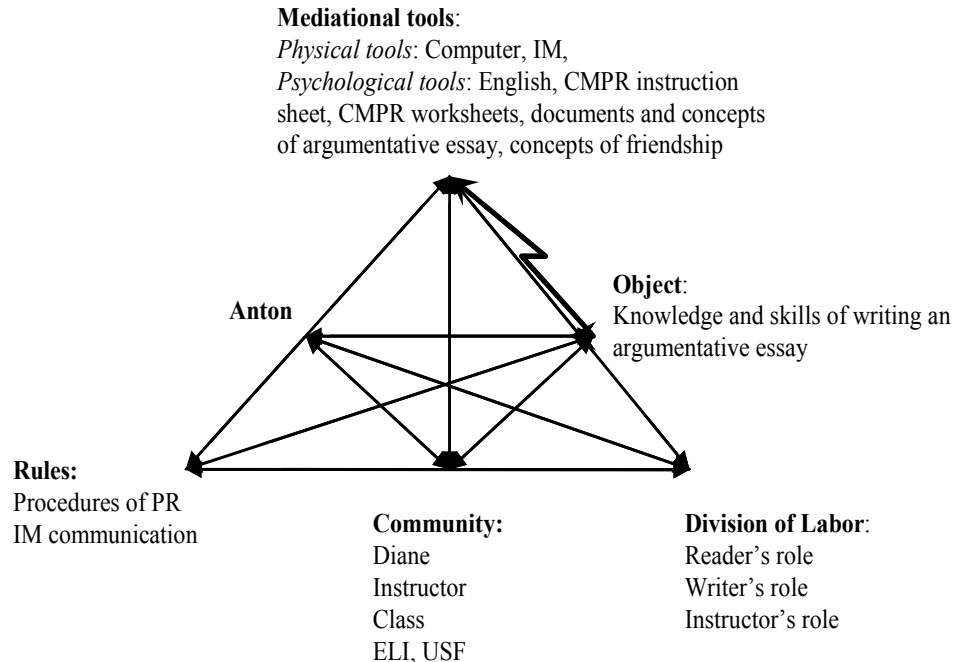 Mediational tools:
Physical tools: Computer, IM,
Psychological tools: English, CMPR instruction
sheet, CMPR worksheets, documents and concepts
of argumentative essay, concepts of friendship
Anton
Object:
Knowledge and skills of writing an
argumentative essay
Rules:
Procedures of PR
IM communication
Community:
Diane
Instructor
Class
ELI, USF
Division of Labor:
Reader’s role
Writer’s role
Instructor’s role